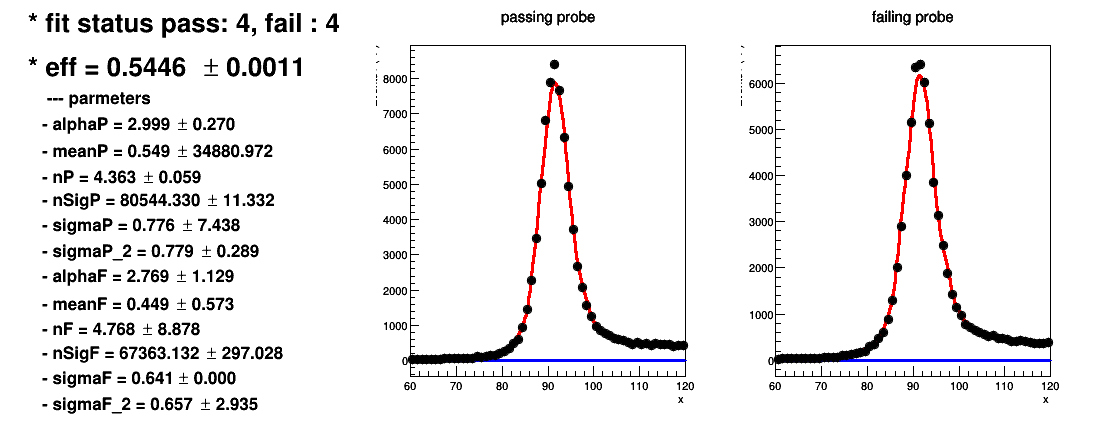 * fit status pass: 4, fail : 4
* eff = 0.5446 ± 0.0011
--- parmeters
- alphaP = 2.999 ± 0.270
- meanP = 0.549 ± 34880.972
- nP = 4.363 ± 0.059
- nSigP = 80544.330 ± 11.332
- sigmaP = 0.776 ± 7.438
- sigmaP_2 = 0.779 ± 0.289
- alphaF = 2.769 ± 1.129
- meanF = 0.449 ± 0.573
- nF = 4.768 ± 8.878
- nSigF = 67363.132 ± 297.028
- sigmaF = 0.641 ± 0.000
- sigmaF_2 = 0.657 ± 2.935
passing probe
8000
7000
6000
5000
4000
3000
2000
1000
0
60 70 80 90 100 110 120
x
failing probe
6000
5000
4000
3000
2000
1000
0
60 70 80 90 100 110 120
x